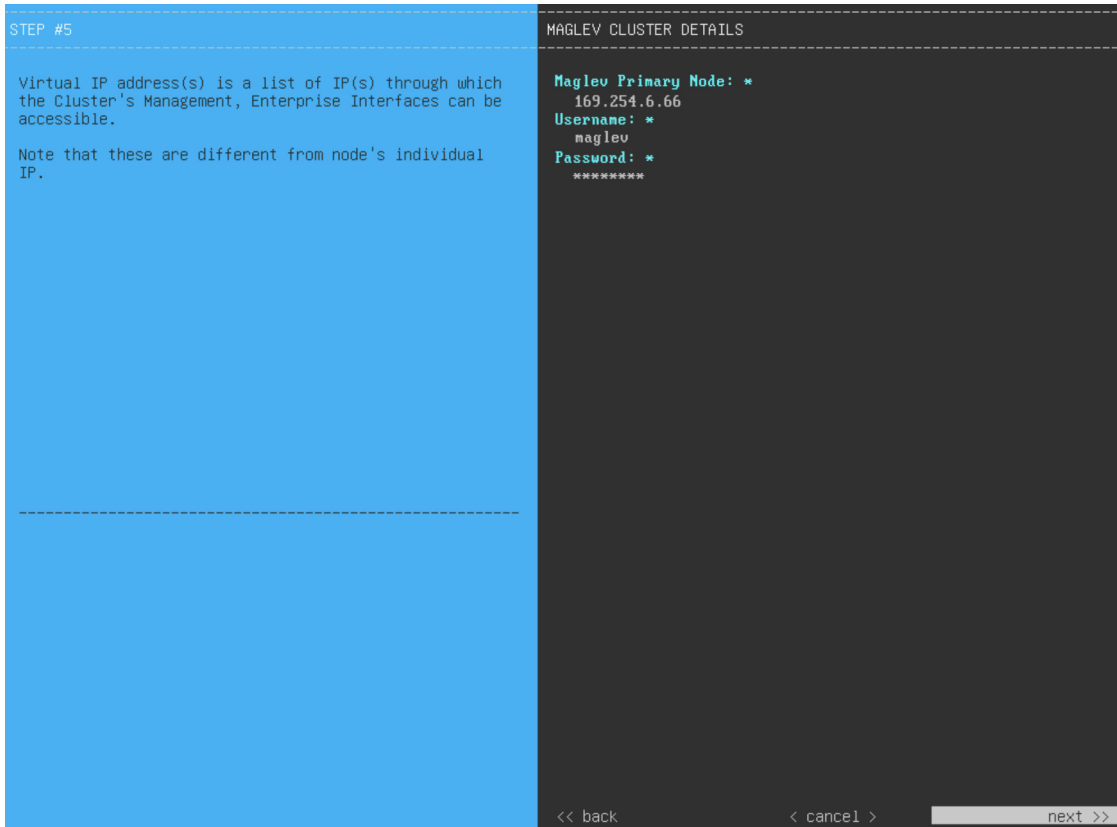 STEP #5
Virtual IP address(s) is a list of IP(s) through which
the Cluster's Management, Enterprise Interfaces can be
accessible.
Note that these are different from node's individual
IP.
MAGLEV CLUSTER DETAILS
Maglev Primary Node: *
169.254.6.66
Username: *
maglev
Password: *
********
<< back
< cancel >
next >>